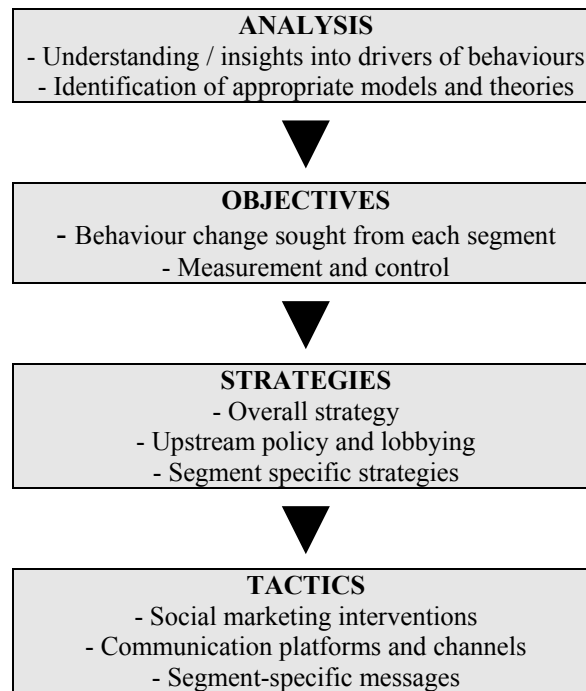 ANALYSIS
- Understanding / insights into drivers of behaviours
- Identification of appropriate models and theories
OBJECTIVES
- Behaviour change sought from each segment
- Measurement and control
STRATEGIES
- Overall strategy
- Upstream policy and lobbying
- Segment specific strategies
TACTICS
- Social marketing interventions
- Communication platforms and channels
- Segment-specific messages